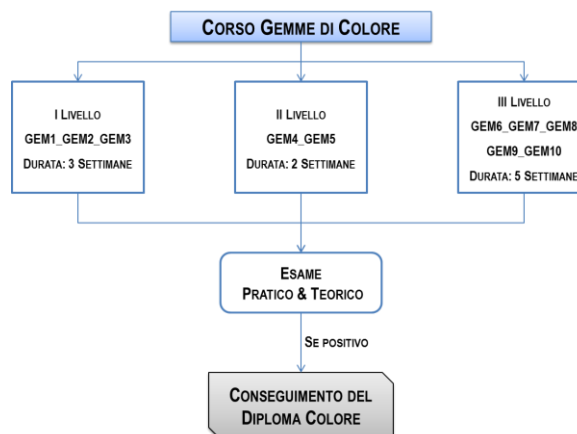 CORSO GEMME DI COLORE
I LIVELLO
GEM1_GEM2_GEM3
DURATA: 3 SETTIMANE
II LIVELLO
GEM4_GEM5
DURATA: 2 SETTIMANE
III LIVELLO
GEM6_GEM7_GEM8
GEM9_GEM10
DURATA: 5 SETTIMANE
ESAME
PRATICO & TEORICO
SE POSITIVO
CONSEGUIMENTO DEL
DIPLOMA COLORE